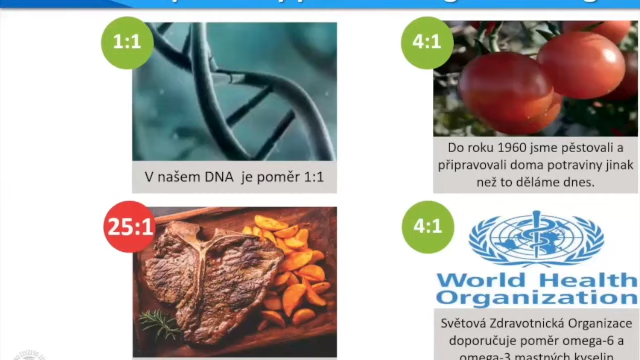 1:1
V našem DNA je poměr 1:1
4:1
Do roku 1960 jsme pěstovali a
připravovali doma potraviny jinak
než to děláme dnes.
25:1
4:1
World Health
Organization
Světová Zdravotnická Organizace
doporučuje poměr omega-6 a
omega-3 mastných kyselin